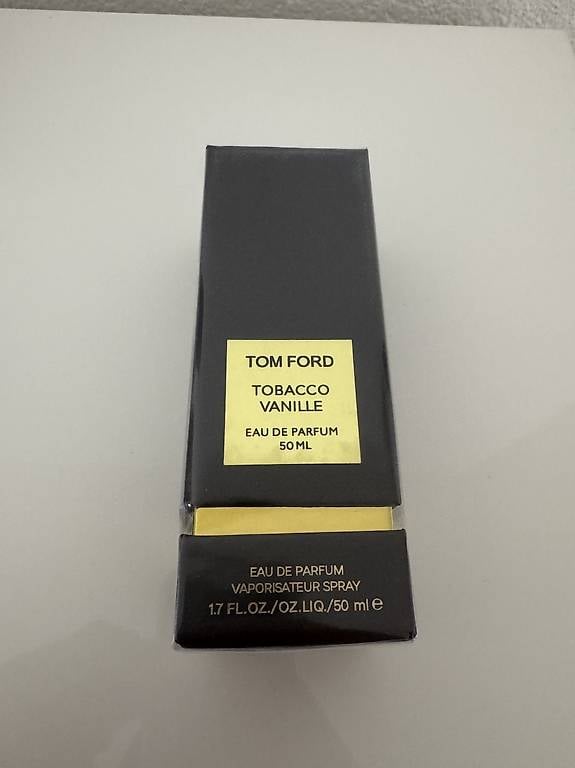 TOM FORD
TOBACCO
VANILLE
EAU DE PARFUM
50 ML
EAU DE PARFUM
VAPORISATEUR SPRAY
1.7 FL.OZ./OZ.LIQ./50 ml ℮